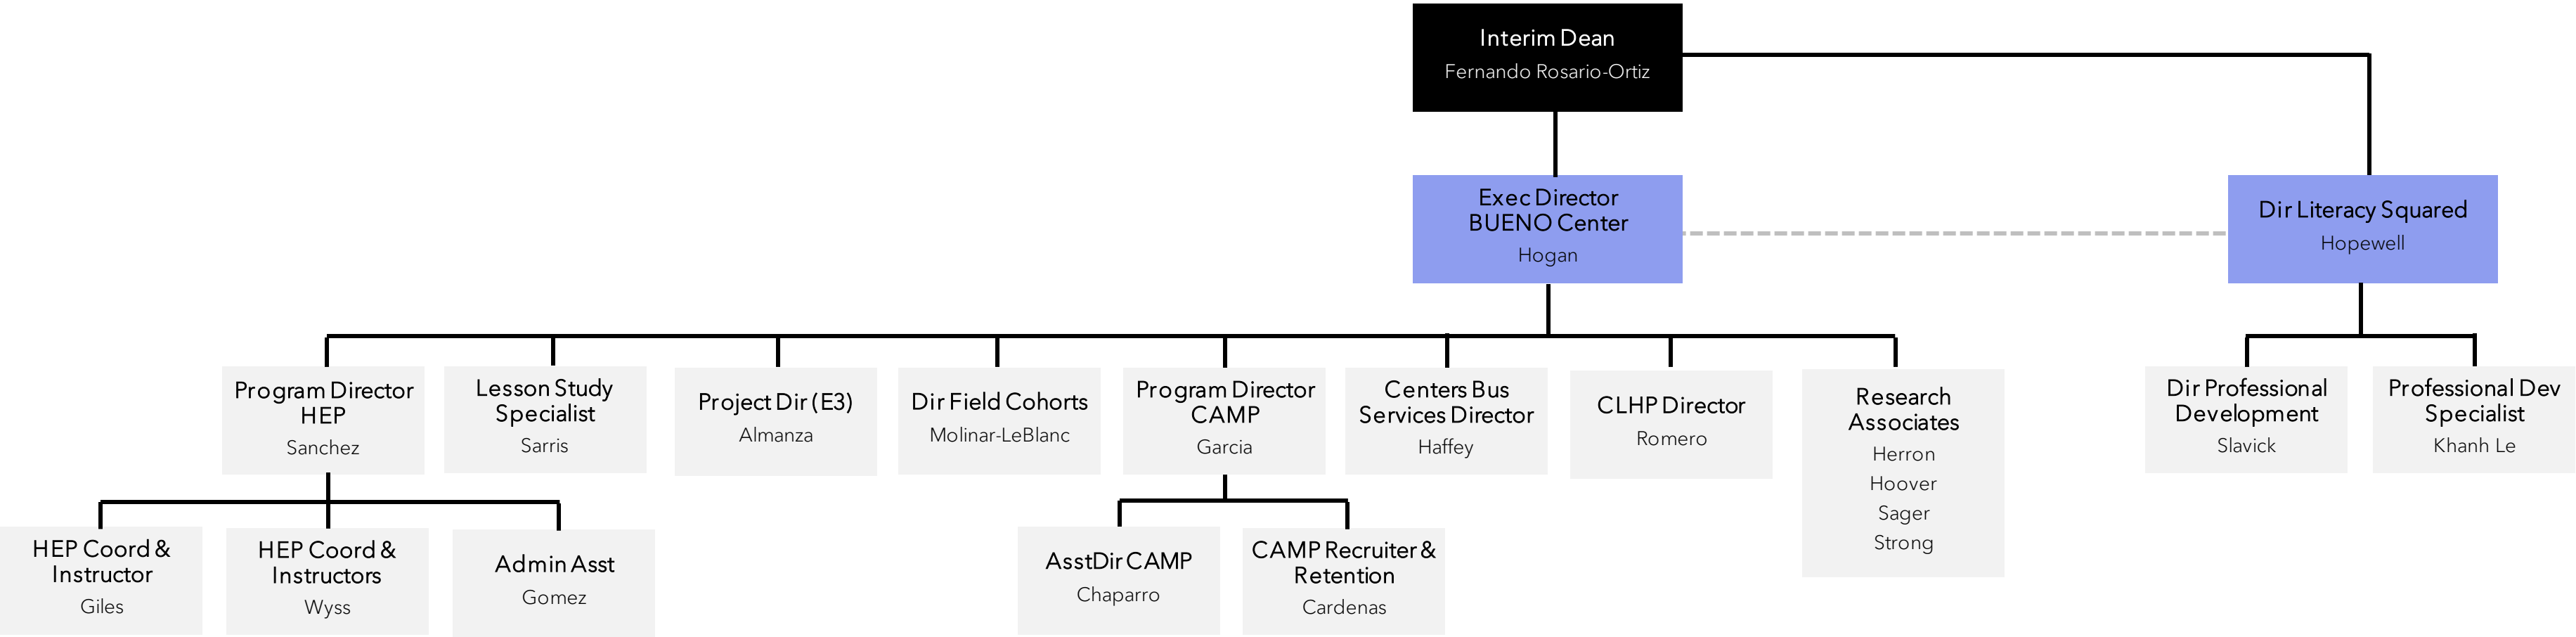 Interim Dean
Fernando Rosario-Ortiz
Exec Director
BUENO Center
Hogan
Dir Literacy Squared
Hopewell
Program Director
HEP
Sanchez
Lesson Study
Specialist
Sarris
Project Dir (E3)
Almanza
Dir Field Cohorts
Molinar-LeBlanc
Program Director
CAMP
Garcia
Centers Bus
Services Director
Haffey
CLHP Director
Romero
Research
Associates
Herron
Hoover
Sager
Strong
Dir Professional
Development
Slavick
Professional Dev
Specialist
Khanh Le
HEP Coord &
Instructor
Giles
HEP Coord &
Instructors
Wyss
Admin Asst
Gomez
AsstDir CAMP
Chaparro
CAMP Recruiter &
Retention
Cardenas